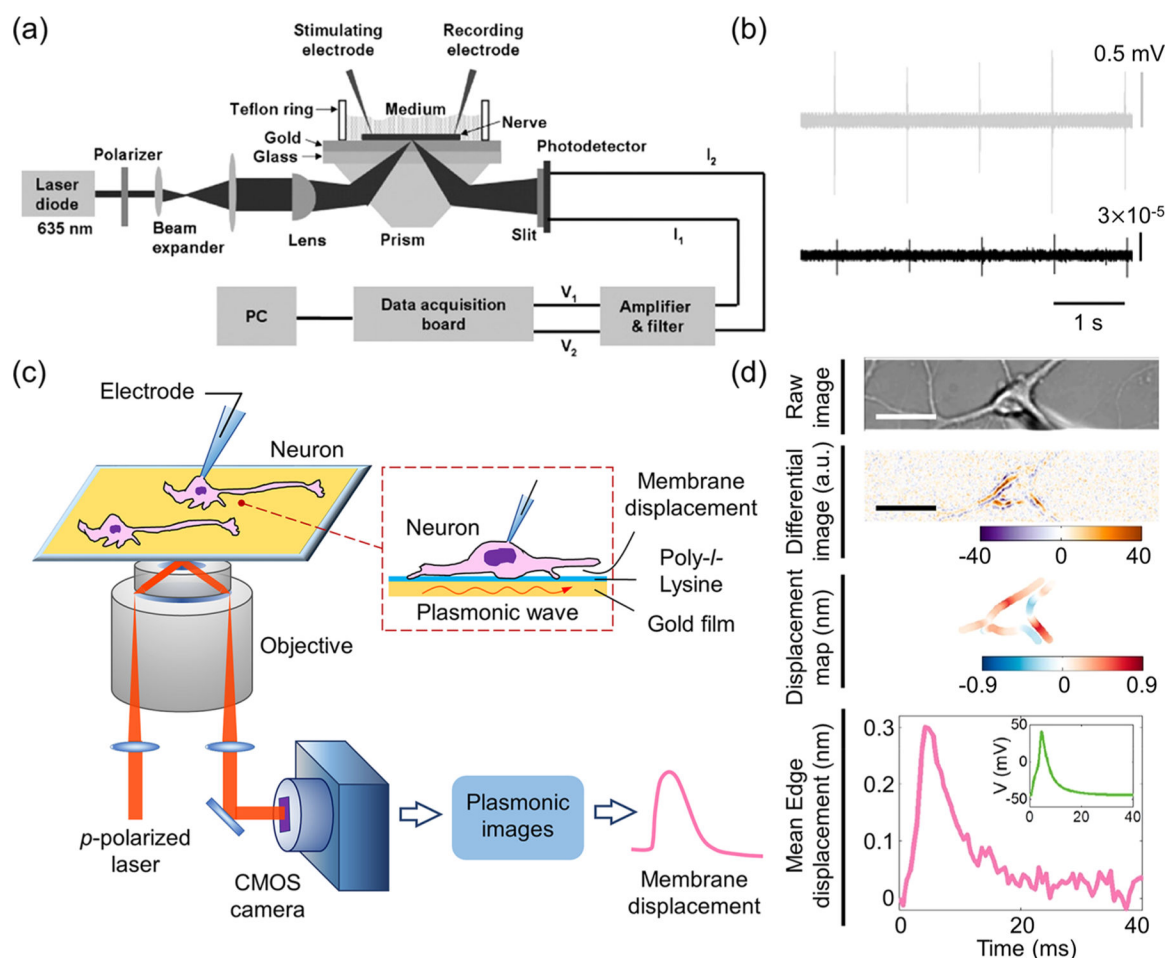 (a)
Stimulating
electrode
Recording
electrode
Teflon ring
Medium
Nerve
Gold
Glass
Photodetector
Polarizer
Laser
diode
635 nm
Beam
expander
Lens
Prism
Slit
I₂
I₁
PC
Data acquisition
board
V₁
V₂
Amplifier
& filter
(b)
0.5 mV
3×10⁻⁵
1 s
(c)
Electrode
Neuron
Neuron
Membrane
displacement
Poly-l-
Lysine
Plasmonic wave
Gold film
Objective
p-polarized
laser
CMOS
camera
Plasmonic
images
Membrane
displacement
(d)
Raw
image
Differential
image (a.u.)
-40 0 40
Displacement
map (nm)
-0.9 0 0.9
Mean Edge
displacement (nm)
0.3
0.2
0.1
0
0 20 40
Time (ms)
V (mV)
50
0
-50
0 20 40